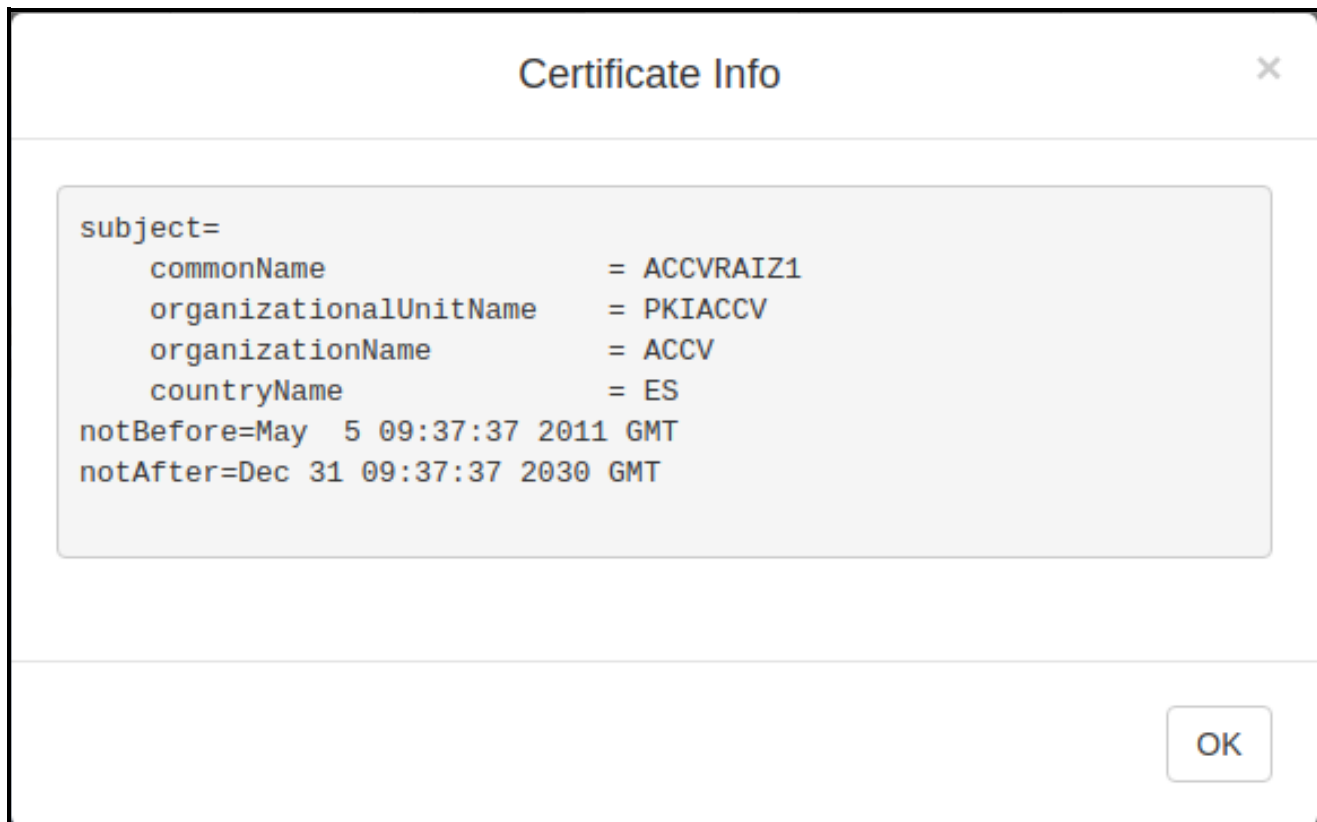 Certificate Info ×
subject=
    commonName                    = ACCVRAIZ1
    organizationalUnitName    = PKIACCV
    organizationName             = ACCV
    countryName                   = ES
notBefore=May  5 09:37:37 2011 GMT
notAfter=Dec 31 09:37:37 2030 GMT
OK